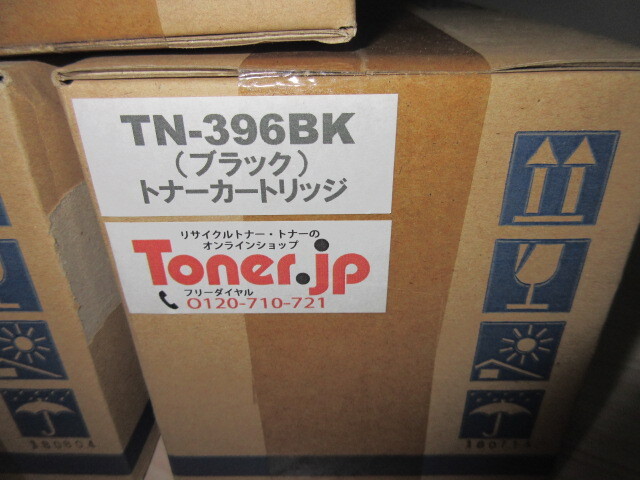 TN-396BK
(ブラック)
トナーカートリッジ
リサイクルトナー・トナーの
オンラインショップ
Toner.jp
フリーダイヤル
0120-710-721